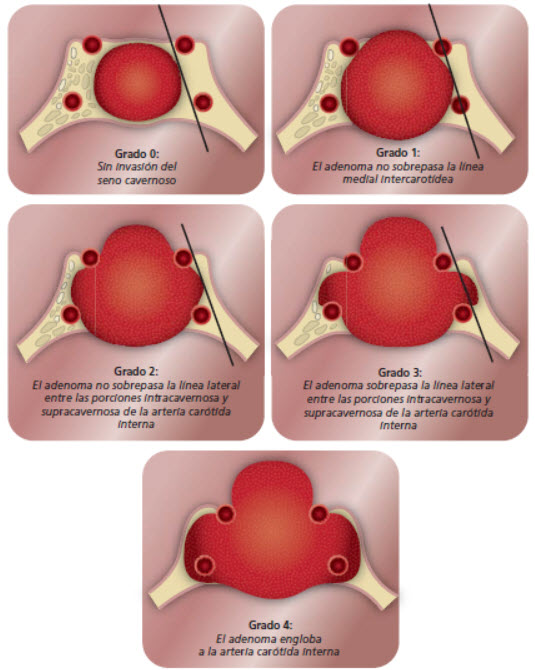 Grado 0:
Sin invasión del
seno cavernoso
Grado 1:
El adenoma no sobrepasa la línea
medial intercarotídea
Grado 2:
El adenoma no sobrepasa la línea lateral
entre las porciones intracavernosa y
supracavernosa de la arteria carótida
interna
Grado 3:
El adenoma sobrepasa la línea lateral
entre las porciones intracavernosa y
supracavernosa de la arteria carótida
interna
Grado 4:
El adenoma engloba
a la arteria carótida interna